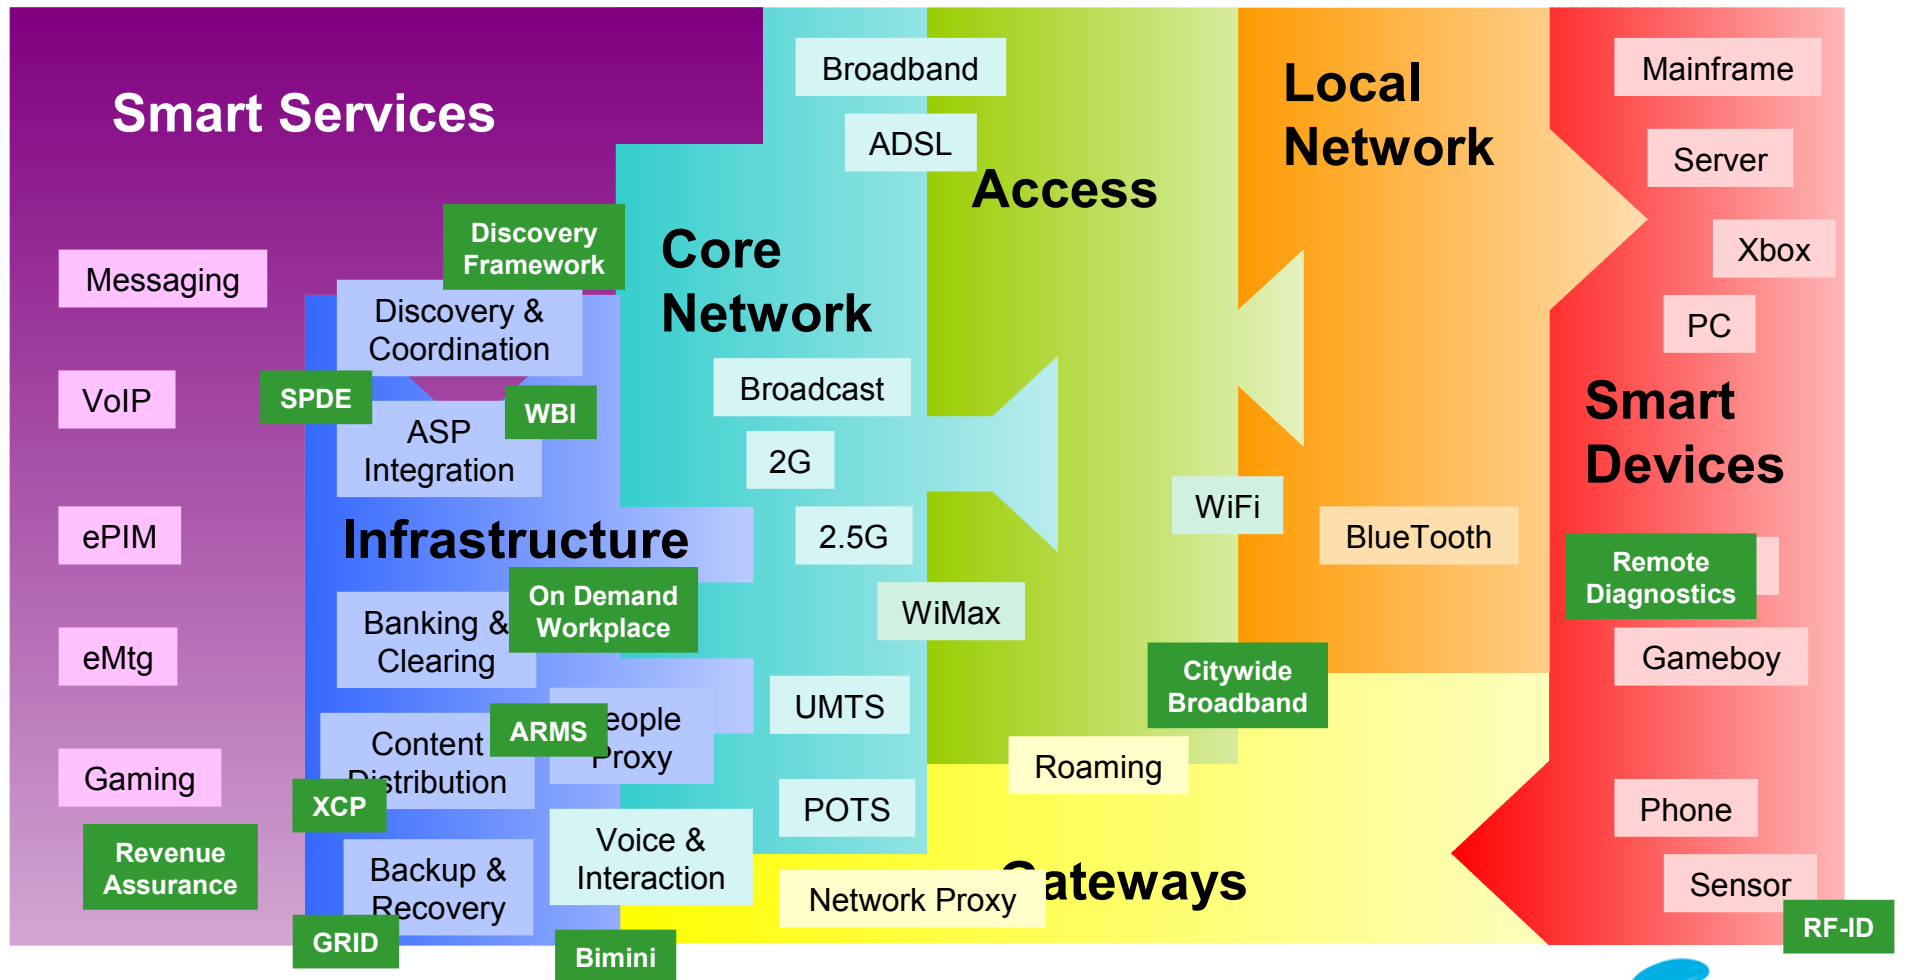 Smart Services
Messaging
VoIP
ePIM
eMtg
Gaming
Revenue
Assurance
Discovery
Framework
Discovery &
Coordination
SPDE
WBI
ASP
Integration
Infrastructure
On Demand
Workplace
Banking &
Clearing
ARMS
Proxy
Content
XCP
Backup &
Recovery
GRID
Bimini
Voice &
Interaction
Core
Network
Broadband
ADSL
Broadcast
2G
2.5G
WiMax
UMTS
POTS
Network Proxy
Access
WiFi
Citywide
Broadband
Roaming
Local
Network
BlueTooth
Mainframe
Server
Xbox
PC
Smart
Devices
Remote
Diagnostics
Gameboy
Phone
Sensor
RF-ID